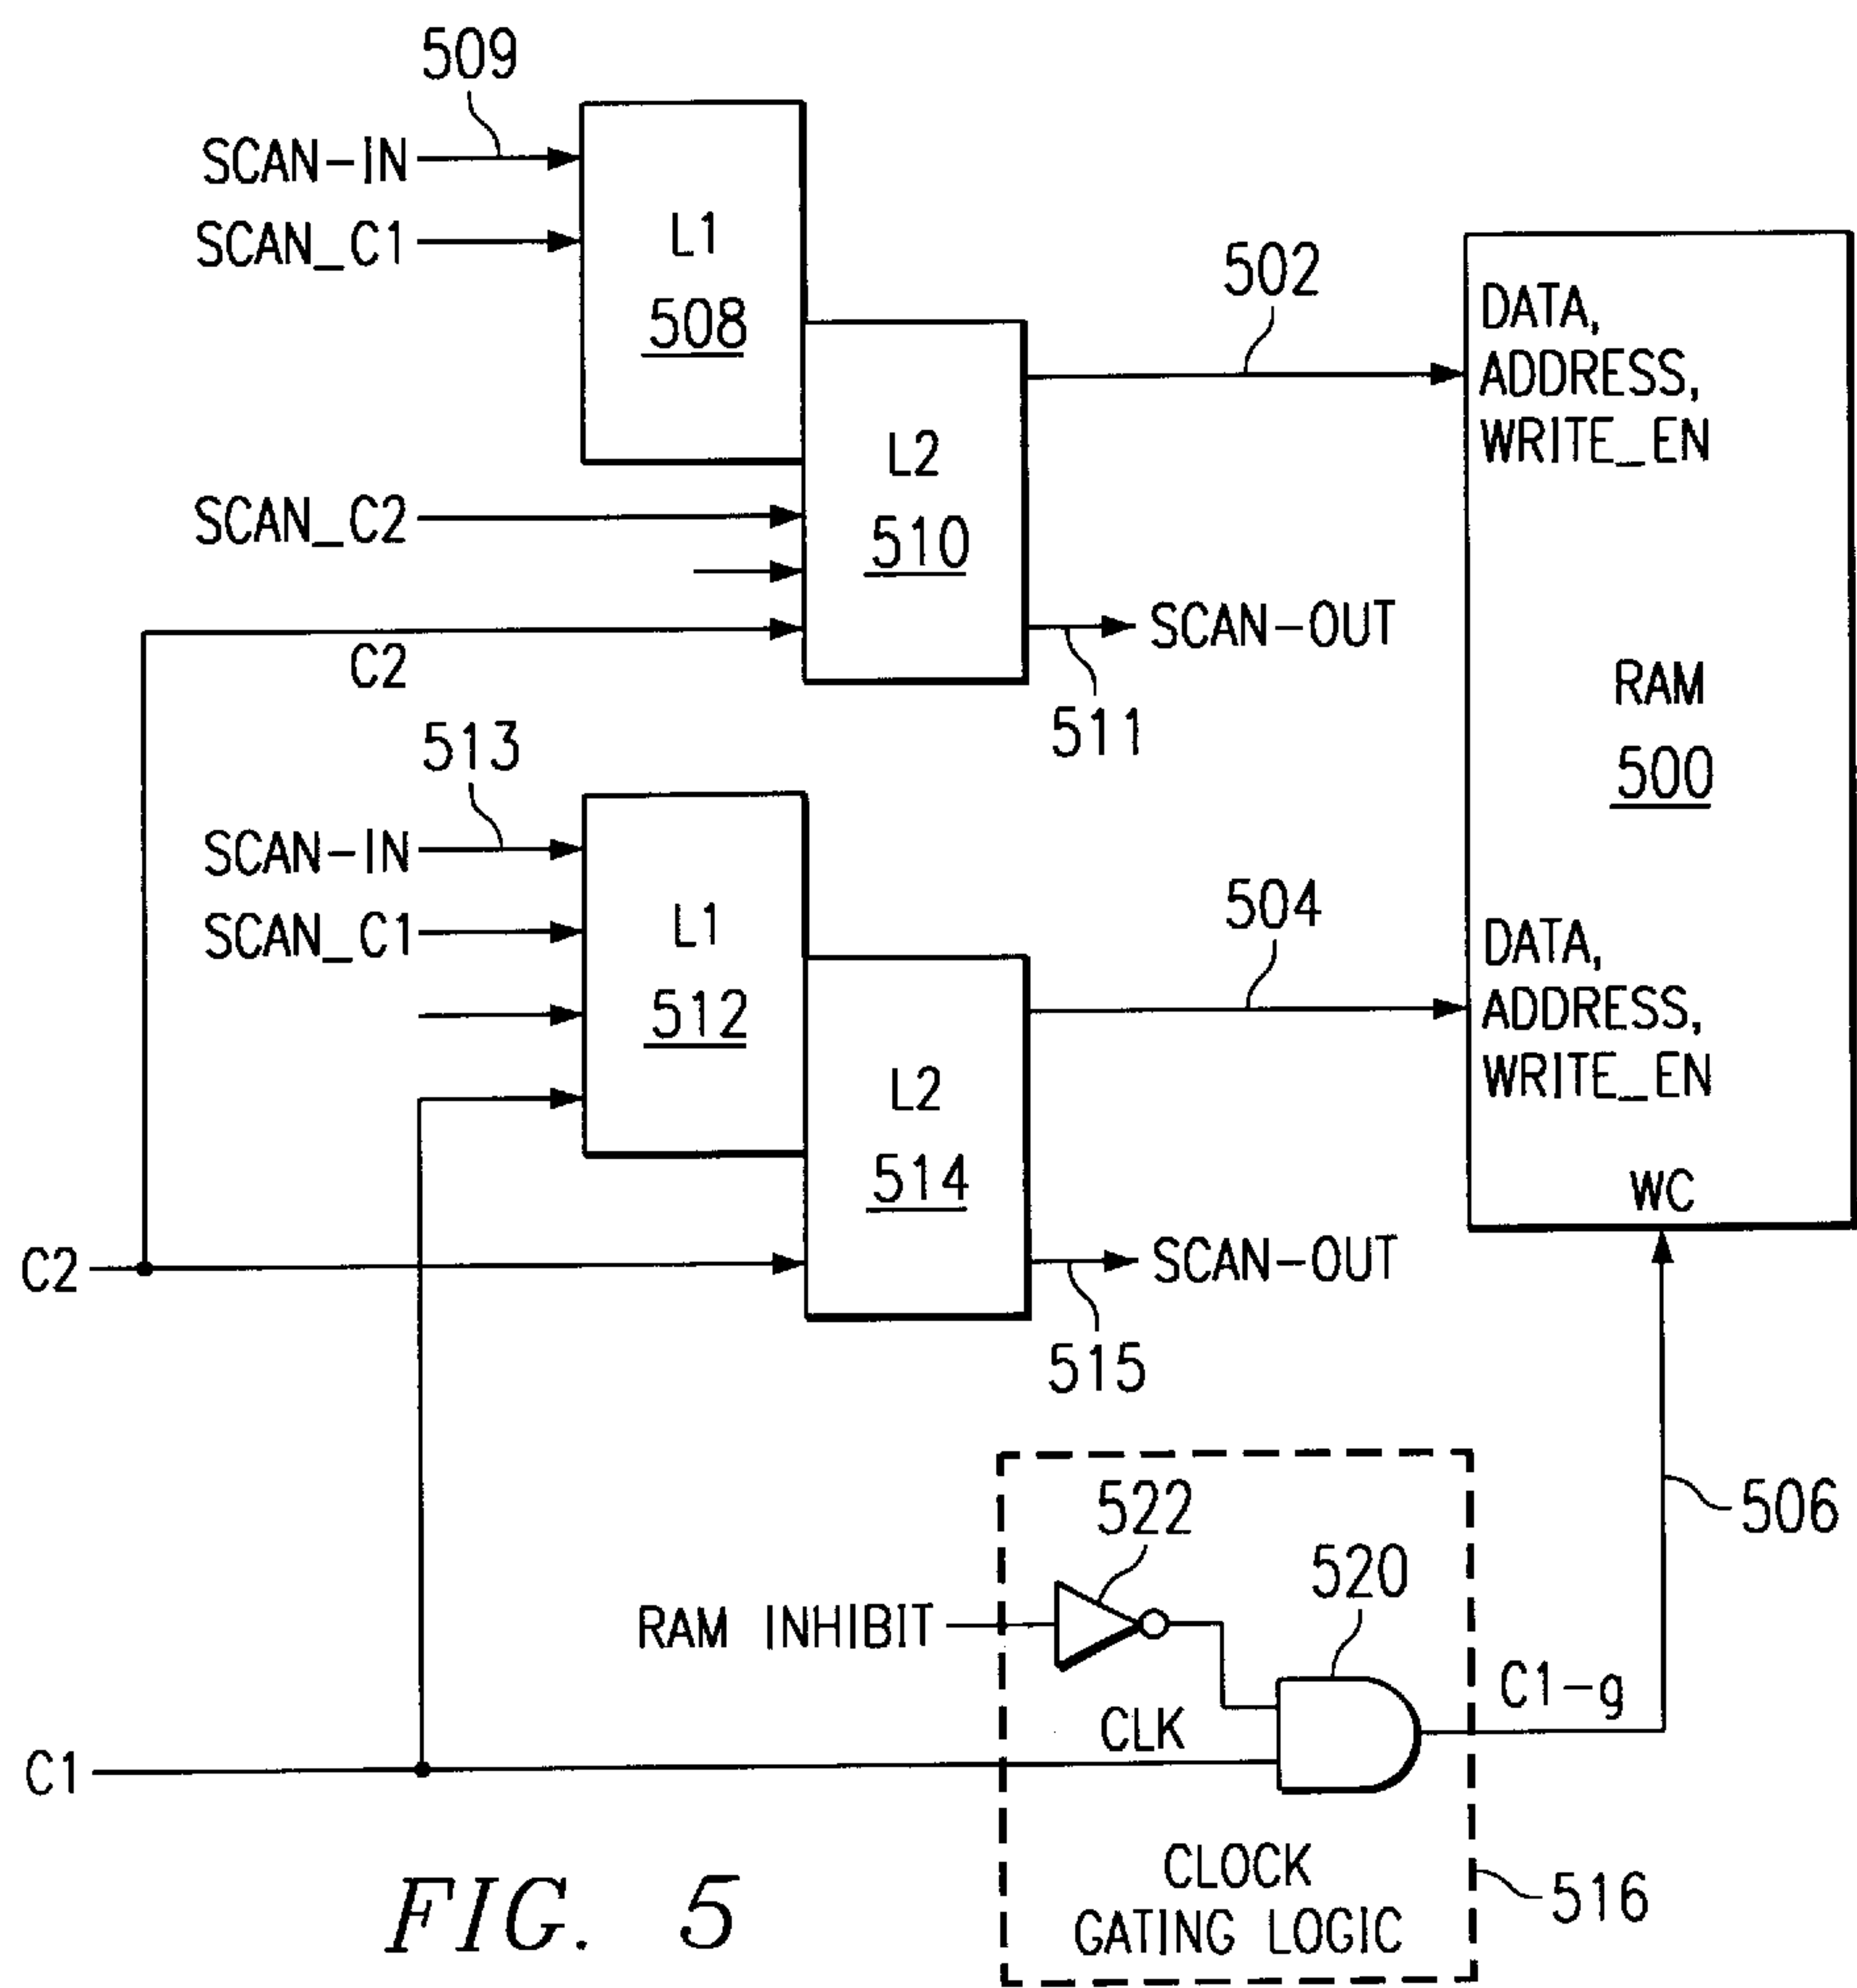 509
SCAN-IN
SCAN_C1
L1
508
502
DATA,
ADDRESS,
WRITE_EN
L2
510
SCAN_C2
C2
SCAN-OUT
511
RAM
500
513
SCAN-IN
SCAN_C1
L1
512
504
DATA,
ADDRESS,
WRITE_EN
L2
514
WC
C2
SCAN-OUT
515
522
520
506
RAM INHIBIT
C1-g
CLK
C1
CLOCK
GATING LOGIC
516
FIG. 5